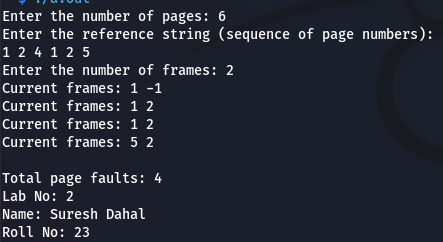 Enter the number of pages: 6
Enter the reference string (sequence of page numbers):
1 2 4 1 2 5
Enter the number of frames: 2
Current frames: 1 -1
Current frames: 1 2
Current frames: 1 2
Current frames: 5 2
Total page faults: 4
Lab No: 2
Name: Suresh Dahal
Roll No: 23